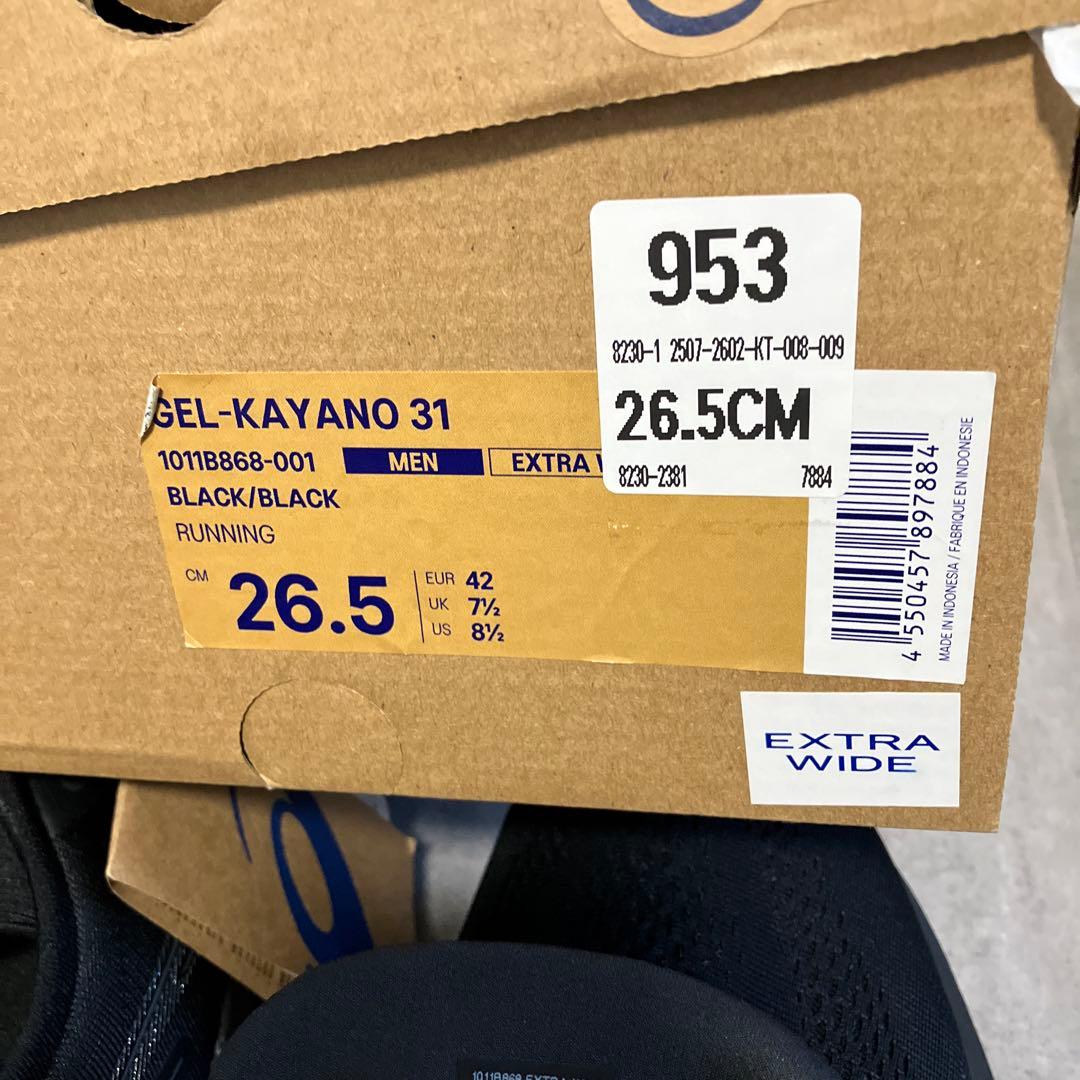 953
8230-1 2507-2602-KT-008-009
26.5CM
8230-2381 7884
GEL-KAYANO 31
1011B868-001 MEN EXTRA
BLACK/BLACK
RUNNING
CM 26.5
EUR 42
UK 7½
US 8½
4 550457 897884
MADE IN INDONESIA / FABRIQUE EN INDONESIE
EXTRA
WIDE
1011B868